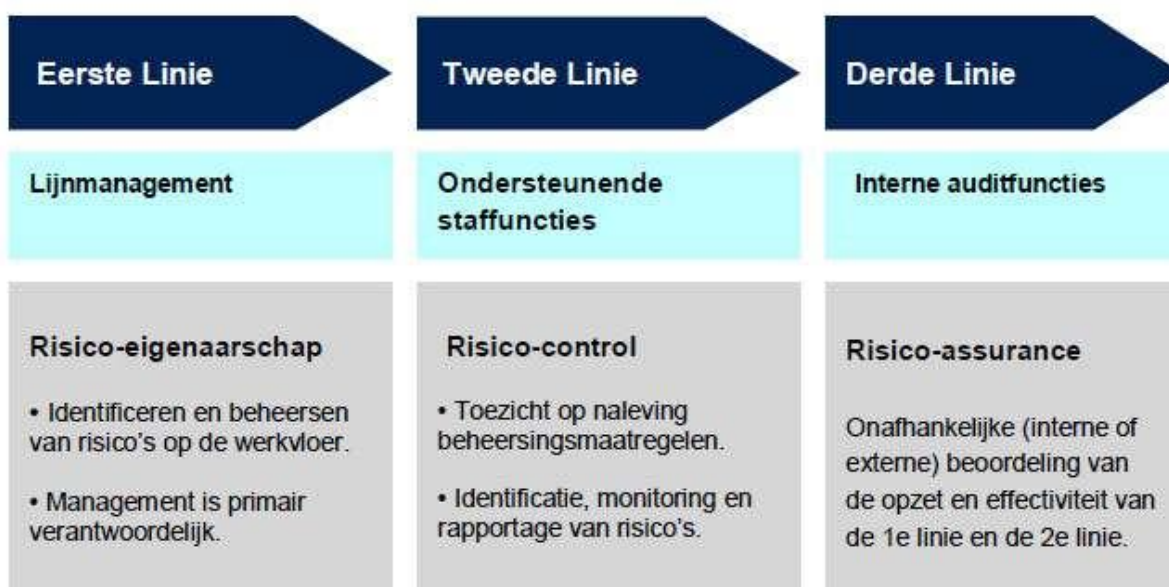 Eerste Linie
Tweede Linie
Derde Linie
Lijnmanagement
Ondersteunende
staffuncties
Interne auditfuncties
Risico-eigenaarschap
• Identificeren en beheersen
van risico's op de werkvloer.
• Management is primair
verantwoordelijk.
Risico-control
• Toezicht op naleving
beheersingsmaatregelen.
• Identificatie, monitoring en
rapportage van risico's.
Risico-assurance
Onafhankelijke (interne of
externe) beoordeling van
de opzet en effectiviteit van
de 1e linie en de 2e linie.